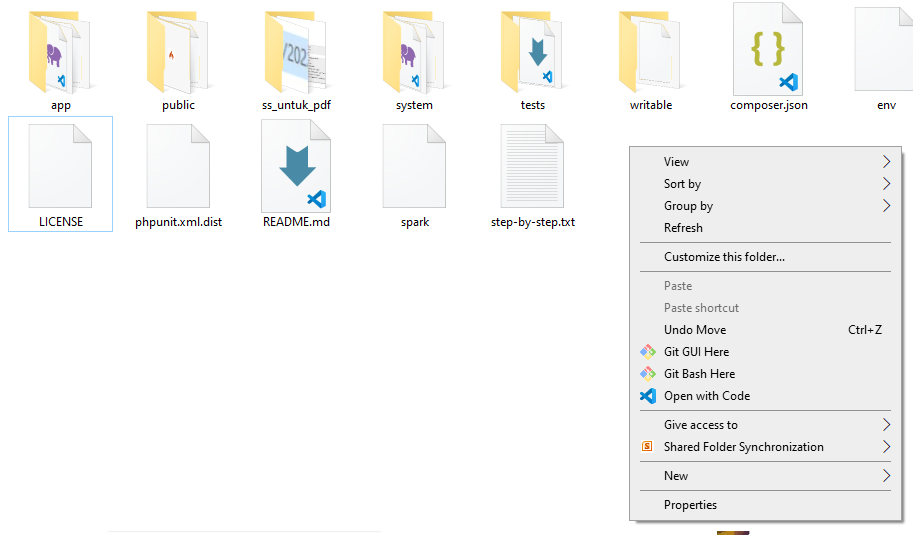 app
public
ss_untuk_pdf
system
tests
writable
composer.json
env
LICENSE
phpunit.xml.dist
README.md
spark
step-by-step.txt
View
Sort by
Group by
Refresh
Customize this folder...
Paste
Paste shortcut
Undo Move Ctrl+Z
Git GUI Here
Git Bash Here
Open with Code
Give access to
Shared Folder Synchronization
New
Properties